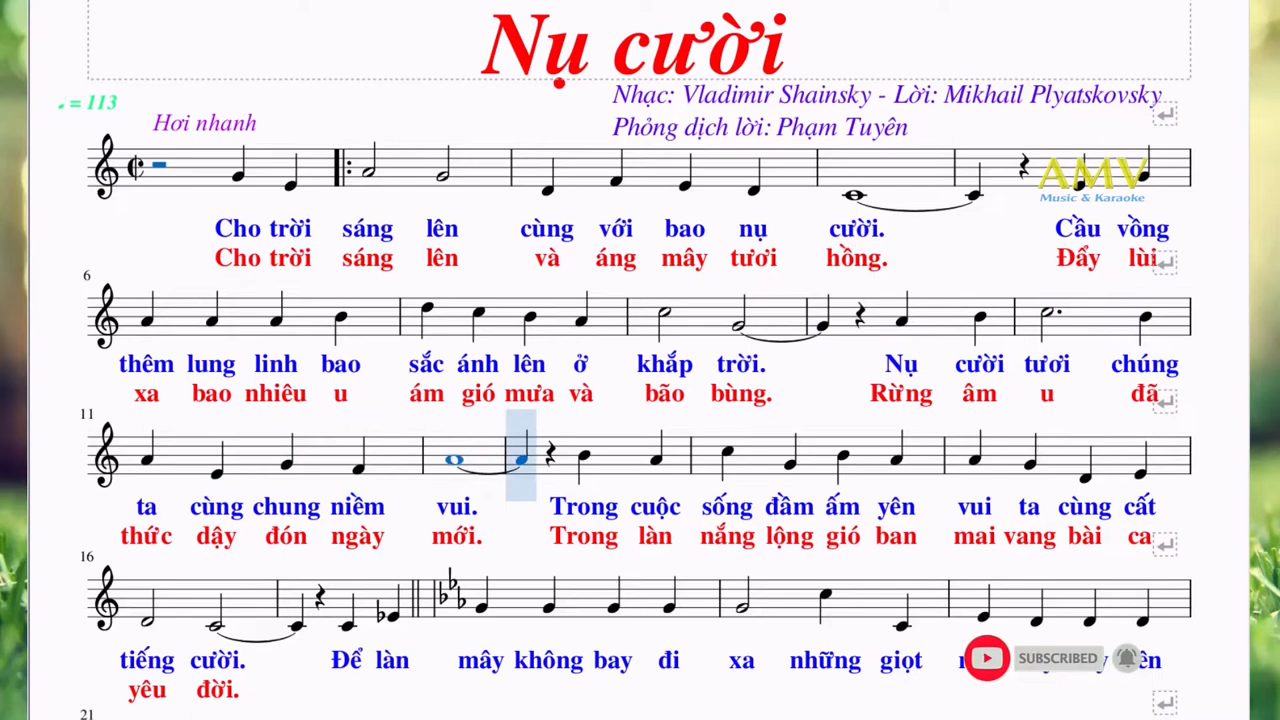 Nụ cười
= 113
Nhạc: Vladimir Shainsky - Lời: Mikhail Plyatskovsky
Hơi nhanh
Phỏng dịch lời: Phạm Tuyên
AMV
Music & Karaoke
Cho trời sáng lên cùng với bao nụ cười. Cầu vồng
Cho trời sáng lên và áng mây tươi hồng. Đẩy lùi
6
thêm lung linh bao sắc ánh lên ở khắp trời. Nụ cười tươi chúng
xa bao nhiêu u ám gió mưa và bão bùng. Rừng âm u đã
11
ta cùng chung niềm vui. Trong cuộc sống đầm ấm yên vui ta cùng cất
thức dậy đón ngày mới. Trong làn nắng lộng gió ban mai vang bài ca
16
tiếng cười. Để làn mây không bay đi xa những giọt
SUBSCRIBED
yêu đời.
21